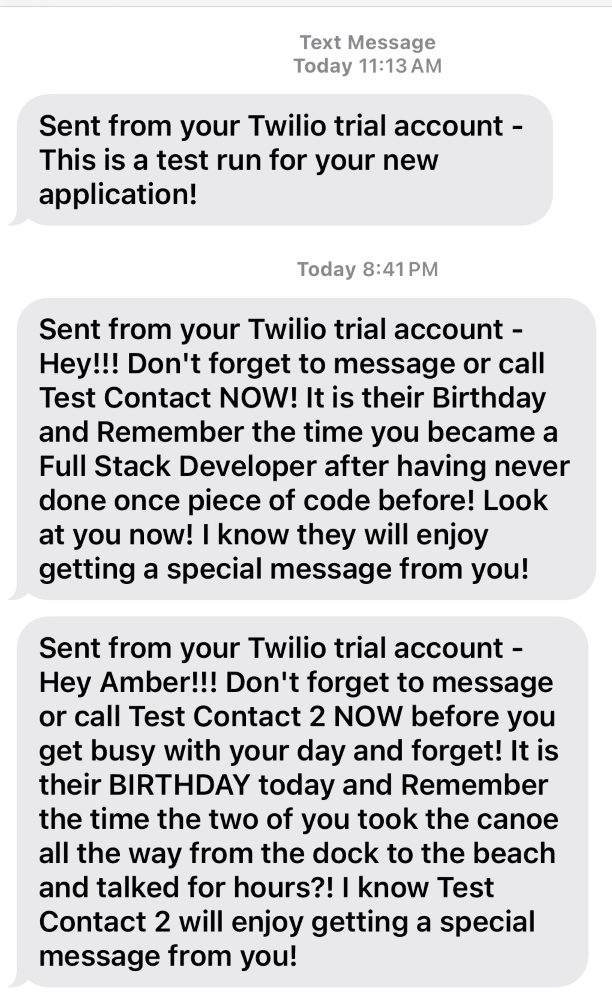 Text Message
Today 11:13 AM
Sent from your Twilio trial account -
This is a test run for your new
application!
Today 8:41 PM
Sent from your Twilio trial account -
Hey!!! Don't forget to message or call
Test Contact NOW! It is their Birthday
and Remember the time you became a
Full Stack Developer after having never
done once piece of code before! Look
at you now! I know they will enjoy
getting a special message from you!
Sent from your Twilio trial account -
Hey Amber!!! Don't forget to message
or call Test Contact 2 NOW before you
get busy with your day and forget! It is
their BIRTHDAY today and Remember
the time the two of you took the canoe
all the way from the dock to the beach
and talked for hours?! I know Test
Contact 2 will enjoy getting a special
message from you!